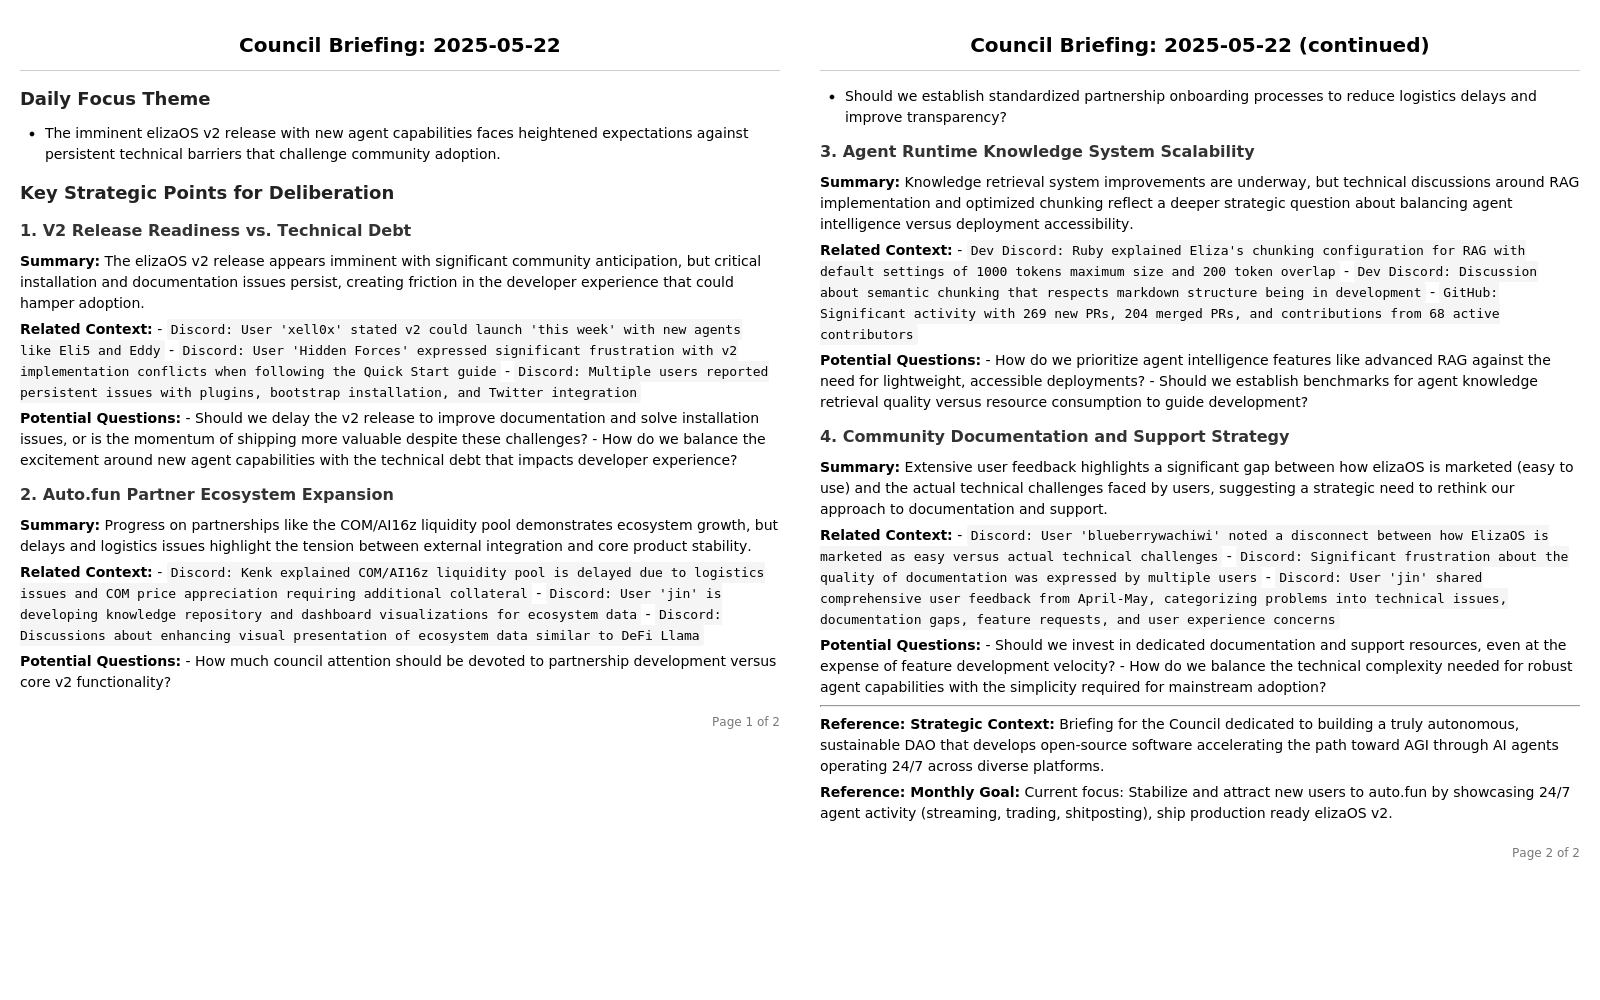 Council Briefing: 2025-05-22
Daily Focus Theme
• The imminent elizaOS v2 release with new agent capabilities faces heightened expectations against
persistent technical barriers that challenge community adoption.
Key Strategic Points for Deliberation
1. V2 Release Readiness vs. Technical Debt
Summary: The elizaOS v2 release appears imminent with significant community anticipation, but critical
installation and documentation issues persist, creating friction in the developer experience that could
hamper adoption.
Related Context: - Discord: User 'xell0x' stated v2 could launch 'this week' with new agents
like Eli5 and Eddy - Discord: User 'Hidden Forces' expressed significant frustration with v2
implementation conflicts when following the Quick Start guide - Discord: Multiple users reported
persistent issues with plugins, bootstrap installation, and Twitter integration
Potential Questions: - Should we delay the v2 release to improve documentation and solve installation
issues, or is the momentum of shipping more valuable despite these challenges? - How do we balance the
excitement around new agent capabilities with the technical debt that impacts developer experience?
2. Auto.fun Partner Ecosystem Expansion
Summary: Progress on partnerships like the COM/AI16z liquidity pool demonstrates ecosystem growth, but
delays and logistics issues highlight the tension between external integration and core product stability.
Related Context: - Discord: Kenk explained COM/AI16z liquidity pool is delayed due to logistics
issues and COM price appreciation requiring additional collateral - Discord: User 'jin' is
developing knowledge repository and dashboard visualizations for ecosystem data - Discord:
Discussions about enhancing visual presentation of ecosystem data similar to DeFi Llama
Potential Questions: - How much council attention should be devoted to partnership development versus
core v2 functionality?
Page 1 of 2
Council Briefing: 2025-05-22 (continued)
• Should we establish standardized partnership onboarding processes to reduce logistics delays and
improve transparency?
3. Agent Runtime Knowledge System Scalability
Summary: Knowledge retrieval system improvements are underway, but technical discussions around RAG
implementation and optimized chunking reflect a deeper strategic question about balancing agent
intelligence versus deployment accessibility.
Related Context: - Dev Discord: Ruby explained Eliza's chunking configuration for RAG with
default settings of 1000 tokens maximum size and 200 token overlap - Dev Discord: Discussion
about semantic chunking that respects markdown structure being in development - GitHub:
Significant activity with 269 new PRs, 204 merged PRs, and contributions from 68 active
contributors
Potential Questions: - How do we prioritize agent intelligence features like advanced RAG against the
need for lightweight, accessible deployments? - Should we establish benchmarks for agent knowledge
retrieval quality versus resource consumption to guide development?
4. Community Documentation and Support Strategy
Summary: Extensive user feedback highlights a significant gap between how elizaOS is marketed (easy to
use) and the actual technical challenges faced by users, suggesting a strategic need to rethink our
approach to documentation and support.
Related Context: - Discord: User 'blueberrywachiwi' noted a disconnect between how ElizaOS is
marketed as easy versus actual technical challenges - Discord: Significant frustration about the
quality of documentation was expressed by multiple users - Discord: User 'jin' shared
comprehensive user feedback from April-May, categorizing problems into technical issues,
documentation gaps, feature requests, and user experience concerns
Potential Questions: - Should we invest in dedicated documentation and support resources, even at the
expense of feature development velocity? - How do we balance the technical complexity needed for robust
agent capabilities with the simplicity required for mainstream adoption?
Reference: Strategic Context: Briefing for the Council dedicated to building a truly autonomous,
sustainable DAO that develops open-source software accelerating the path toward AGI through AI agents
operating 24/7 across diverse platforms.
Reference: Monthly Goal: Current focus: Stabilize and attract new users to auto.fun by showcasing 24/7
agent activity (streaming, trading, shitposting), ship production ready elizaOS v2.
Page 2 of 2